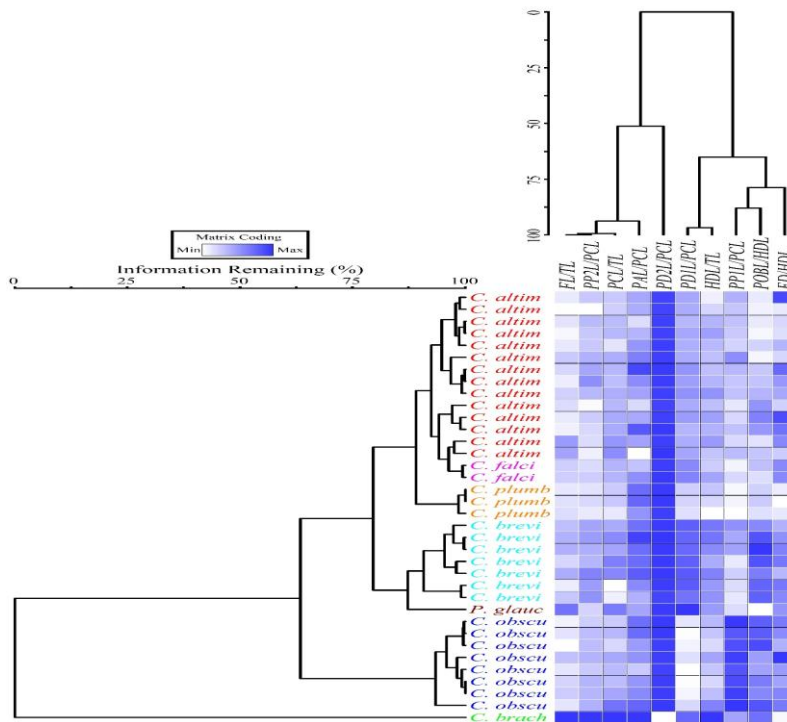 0
25
50
75
100
Matrix Coding
Min Max
Information Remaining (%)
0 25 50 75 100
FL/TL PP2L/PCL PCL/TL PAL/PCL PD2L/PCL PD1L/PCL HDL/TL PP1L/PCL POBL/HDL ED/HDL
C. altim
C. altim
C. altim
C. altim
C. altim
C. altim
C. altim
C. altim
C. altim
C. altim
C. altim
C. altim
C. altim
C. altim
C. falci
C. falci
C. plumb
C. plumb
C. plumb
C. brevi
C. brevi
C. brevi
C. brevi
C. brevi
C. brevi
C. brevi
P. glauc
C. obscu
C. obscu
C. obscu
C. obscu
C. obscu
C. obscu
C. obscu
C. obscu
C. brach